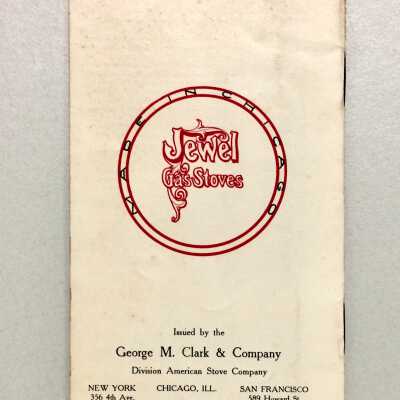 MADE IN CHICAGO
Jewel
Gas Stoves
Issued by the
George M. Clark & Company
Division American Stove Company
NEW YORK CHICAGO, ILL. SAN FRANCISCO
356 4th Ave. 589 Howard St.